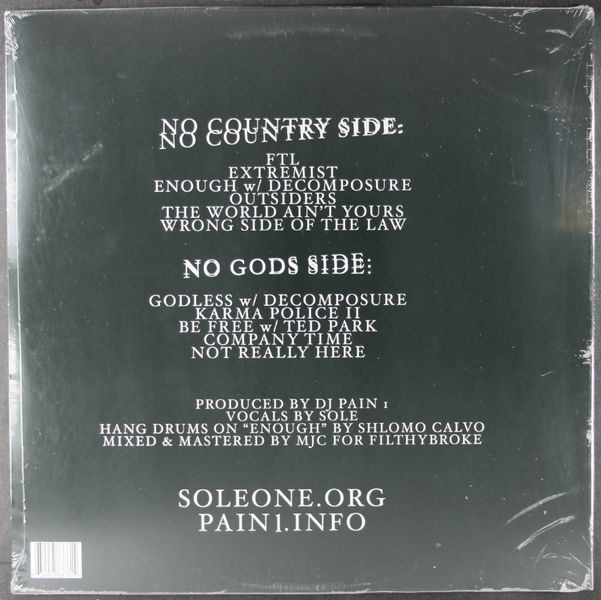 NO COUNTRY SIDE:
FTL
EXTREMIST
ENOUGH w/ DECOMPOSURE
OUTSIDERS
THE WORLD AIN'T YOURS
WRONG SIDE OF THE LAW
NO GODS SIDE:
GODLESS w/ DECOMPOSURE
KARMA POLICE II
BE FREE w/ TED PARK
COMPANY TIME
NOT REALLY HERE
PRODUCED BY DJ PAIN 1
VOCALS BY SOLE
HANG DRUMS ON “ENOUGH” BY SHLOMO CALVO
MIXED & MASTERED BY MJC FOR FILTHYBROKE
SOLEONE.ORG
PAIN1.INFO